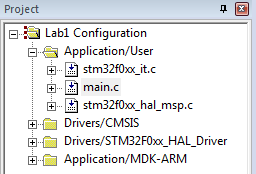 Project
Lab1 Configuration
Application/User
stm32f0xx_it.c
main.c
stm32f0xx_hal_msp.c
Drivers/CMSIS
Drivers/STM32F0xx_HAL_Driver
Application/MDK-ARM